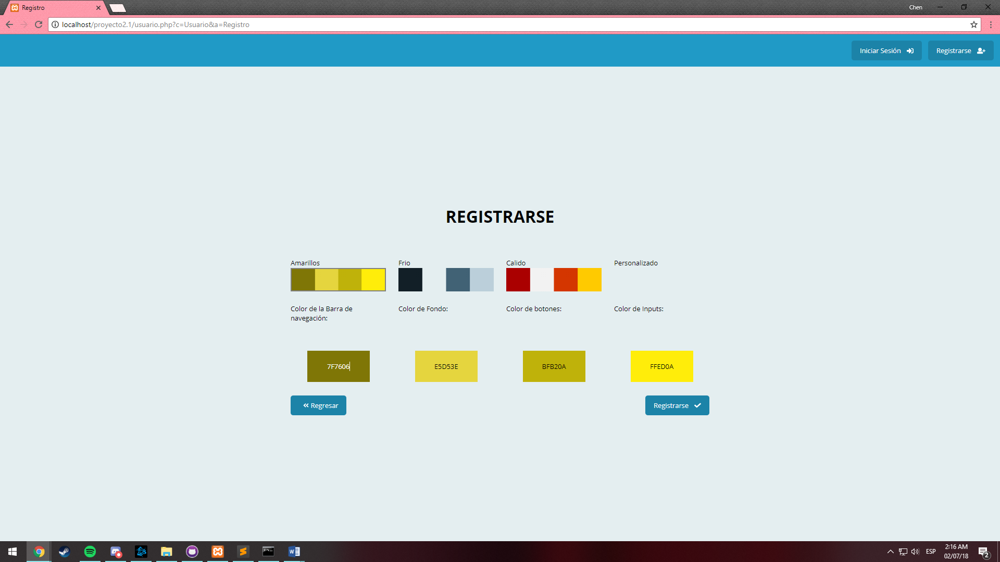 Registro
Chen
localhost/proyecto2.1/usuario.php?c=Usuario&a=Registro
Iniciar Sesión
Registrarse
REGISTRARSE
Amarillos
Frio
Calido
Personalizado
Color de la Barra de
navegación:
Color de Fondo:
Color de botones:
Color de Inputs:
7F7606
E5D53E
BFB20A
FFED0A
Regresar
Registrarse
ESP
2:16 AM
02/07/18
2